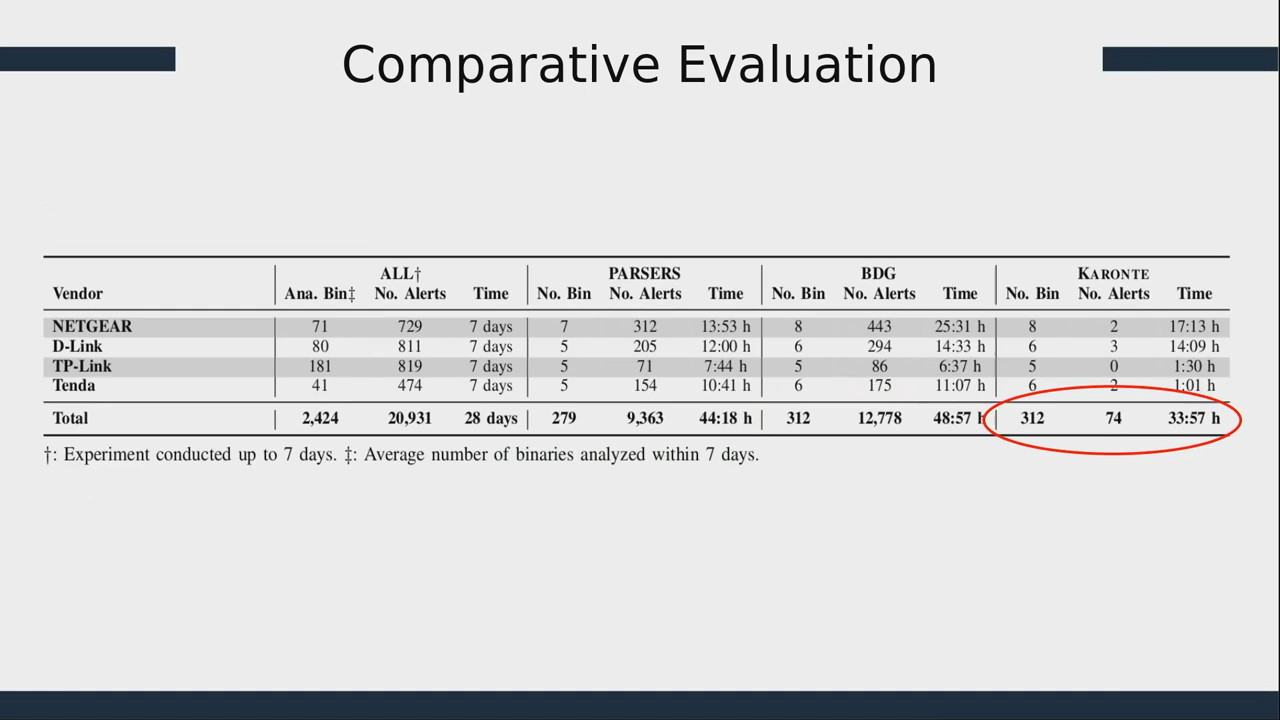 Comparative Evaluation
ALL† PARSERS BDG KARONTE
Vendor Ana. Bin‡ No. Alerts Time No. Bin No. Alerts Time No. Bin No. Alerts Time No. Bin No. Alerts Time
NETGEAR 71 729 7 days 7 312 13:53 h 8 443 25:31 h 8 2 17:13 h
D-Link 80 811 7 days 5 205 12:00 h 6 294 14:33 h 6 3 14:09 h
TP-Link 181 819 7 days 5 71 7:44 h 5 86 6:37 h 5 0 1:30 h
Tenda 41 474 7 days 5 154 10:41 h 6 175 11:07 h 6 2 1:01 h
Total 2,424 20,931 28 days 279 9,363 44:18 h 312 12,778 48:57 h 312 74 33:57 h
†: Experiment conducted up to 7 days. ‡: Average number of binaries analyzed within 7 days.